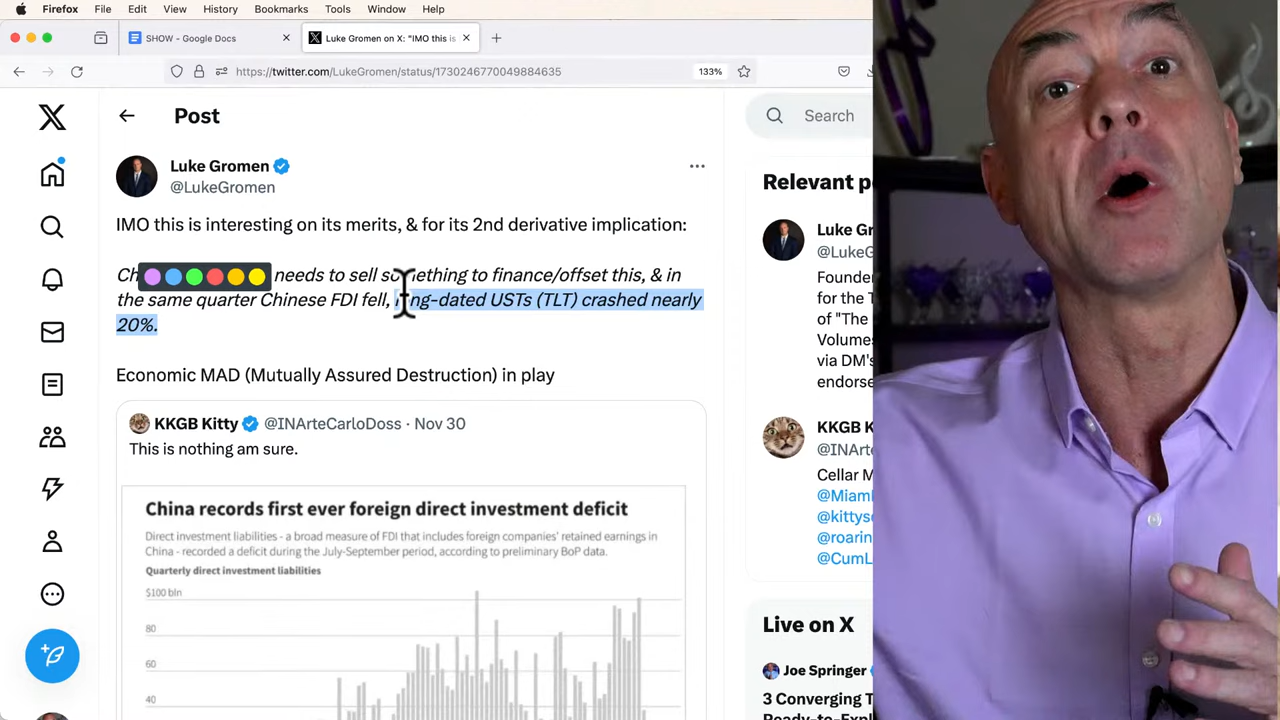 Firefox File Edit View History Bookmarks Tools Window Help
SHOW - Google Docs
Luke Gromen on X: "IMO this is
https://twitter.com/LukeGromen/status/1730246770049884635
133%
Post
Search
Luke Gromen
@LukeGromen
IMO this is interesting on its merits, & for its 2nd derivative implication:
Ch needs to sell something to finance/offset this, & in
the same quarter Chinese FDI fell, long-dated USTs (TLT) crashed nearly
20%.
Economic MAD (Mutually Assured Destruction) in play
KKGB Kitty @INArteCarloDoss · Nov 30
This is nothing am sure.
China records first ever foreign direct investment deficit
Direct investment liabilities - a broad measure of FDI that includes foreign companies' retained earnings in
China - recorded a deficit during the July-September period, according to preliminary BoP data.
Quarterly direct investment liabilities
$100 bln
80
60
40
Relevant pe
Luke Gr
@LukeG
Founder
for the T
of "The
Volumes
via DM's
endorse
KKGB K
@INArte
Cellar M
@Miam
@kittys
@roarin
@CumL
Live on X
Joe Springer
3 Converging T
Ready-to-Expl